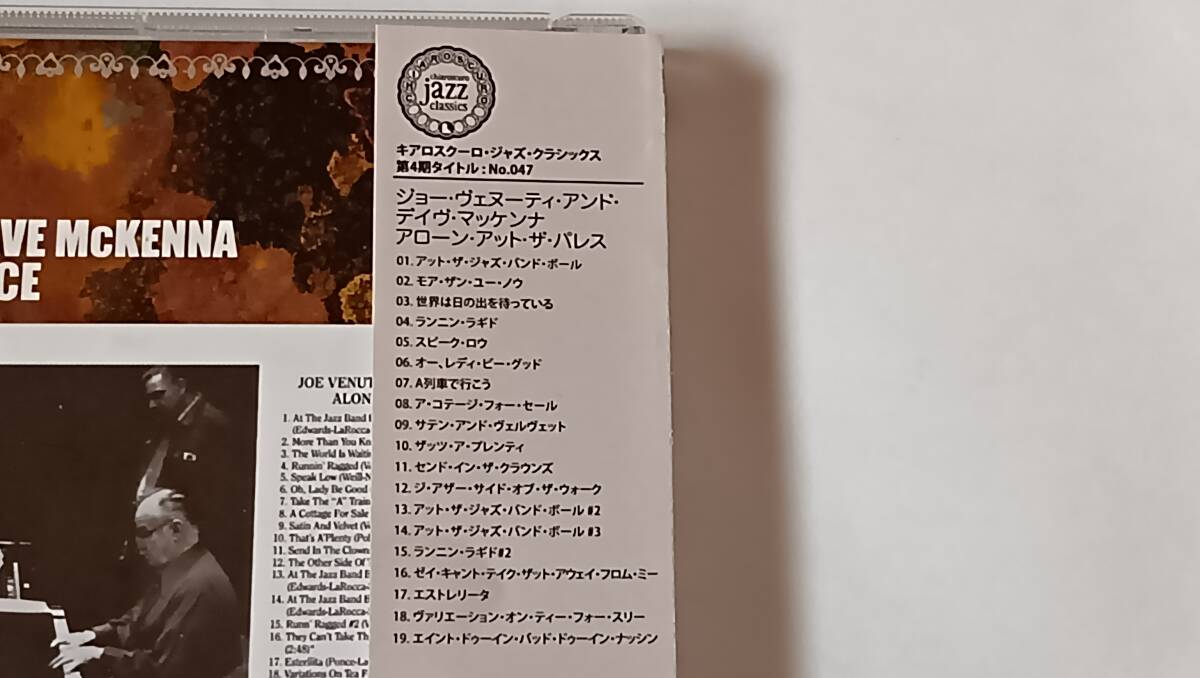 VE McKENNA
CE
CHIAROSCURO
chiaroscuro
jazz
classics
キアロスクーロ・ジャズ・クラシックス
第4期タイトル：No.047
ジョー・ヴェヌーティ・アンド・
デイヴ・マッケンナ
アローン・アット・ザ・パレス
01. アット・ザ・ジャズ・バンド・ボール
02. モア・ザン・ユー・ノウ
03. 世界は日の出を待っている
04. ランニン・ラギド
05. スピーク・ロウ
06. オー、レディ・ビー・グッド
07. A列車で行こう
08. ア・コテージ・フォー・セール
09. サテン・アンド・ヴェルヴェット
10. ザッツ・ア・プレンティ
11. センド・イン・ザ・クラウンズ
12. ジ・アザー・サイド・オブ・ザ・ウォーク
13. アット・ザ・ジャズ・バンド・ボール #2
14. アット・ザ・ジャズ・バンド・ボール #3
15. ランニン・ラギド#2
16. ゼイ・キャント・テイク・ザット・アウェイ・フロム・ミー
17. エストレリータ
18. ヴァリエーション・オン・ティー・フォー・スリー
19. エイント・ドゥーイン・バッド・ドゥーイン・ナッシン
JOE VENUT
ALON
1. At The Jazz Band
(Edwards-LaRocca
2. More Than You Kn
3. The World Is Waiti
4. Runnin' Ragged (V
5. Speak Low (Weill-N
6. Oh, Lady Be Good
7. Take The "A" Train
8. A Cottage For Sale
9. Satin And Velvet (Ve
10. That's A'Plenty (Pol
11. Send In The Clown
12. The Other Side Of
13. At The Jazz Band B
(Edwards-LaRocca-
14. At The Jazz Band B
(Edwards-LaRocca-
15. Runn' Ragged #2 (V
16. They Can't Take Th
(2:48)"
17. Esterllita (Ponce-La
18. Variations On Tea F